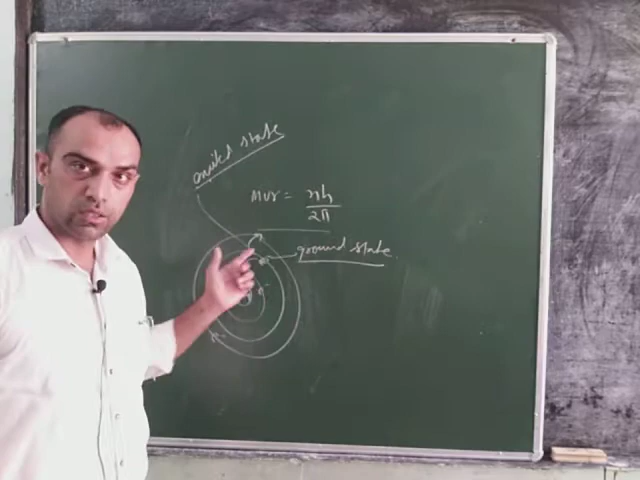 excited state
mvr = nh
2π
ground state